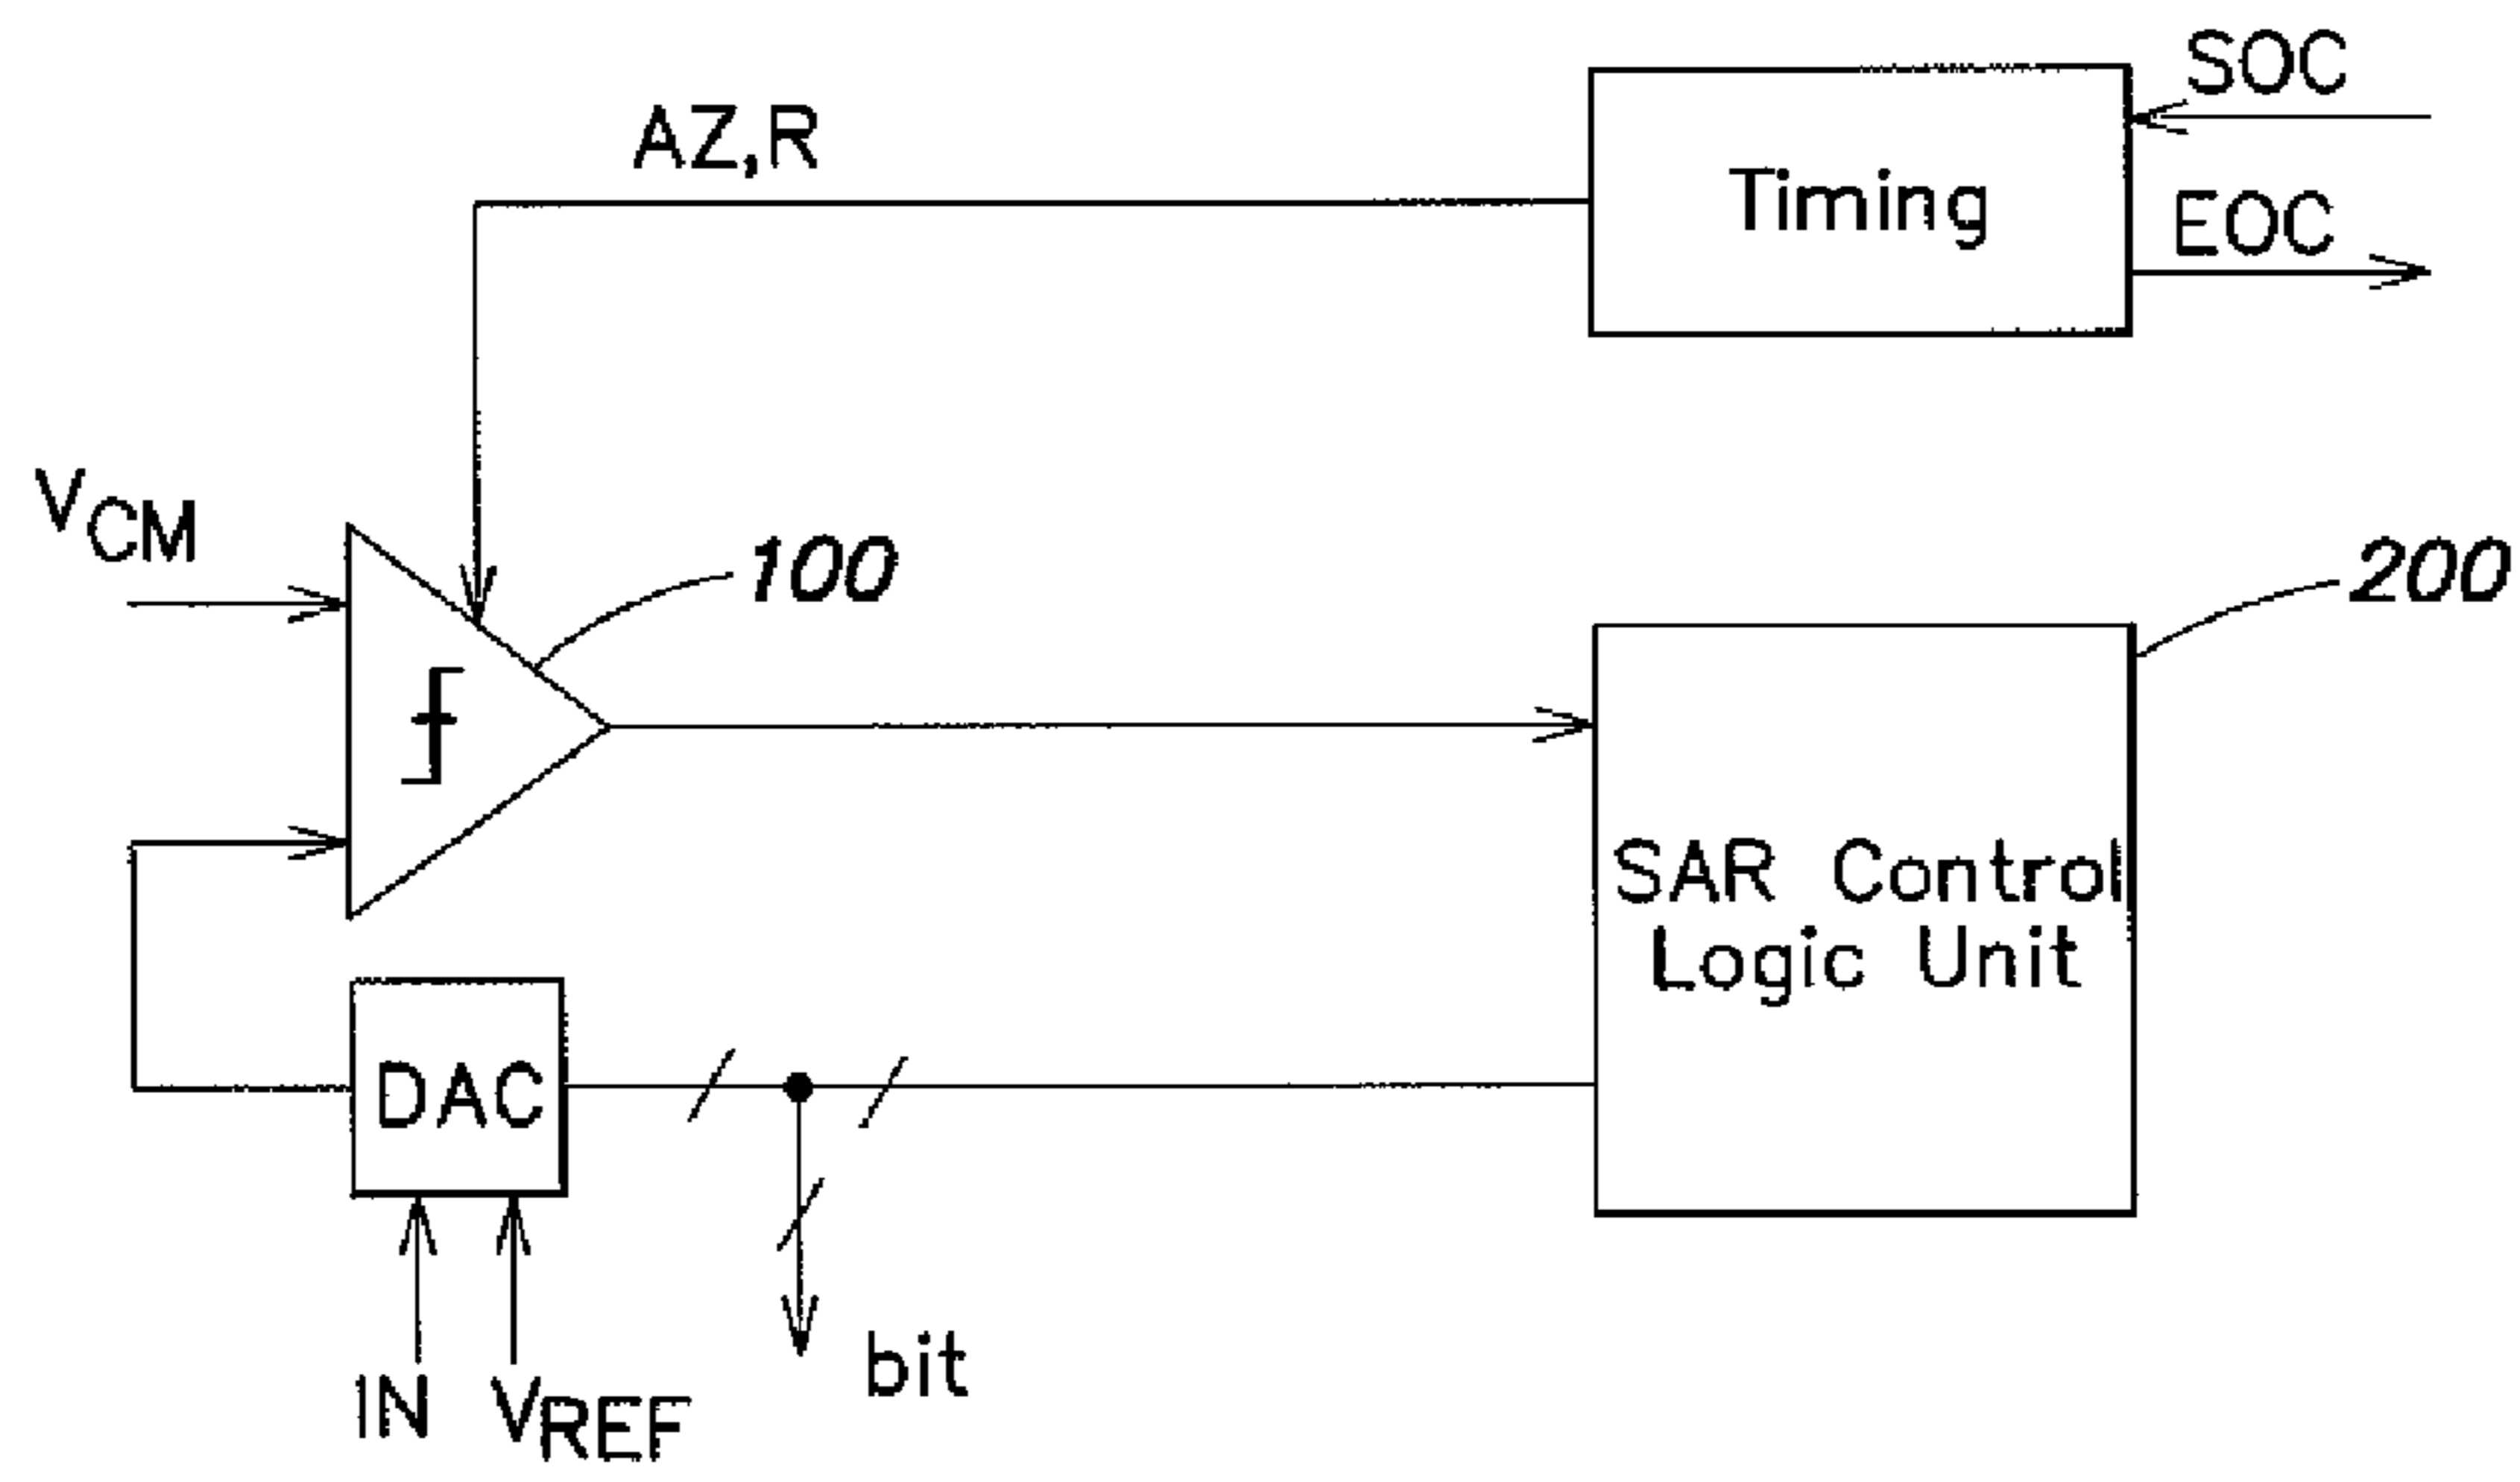 SOC
AZ,R
Timing
EOC
VCM
100
200
SAR Control
Logic Unit
DAC
bit
IN
VREF